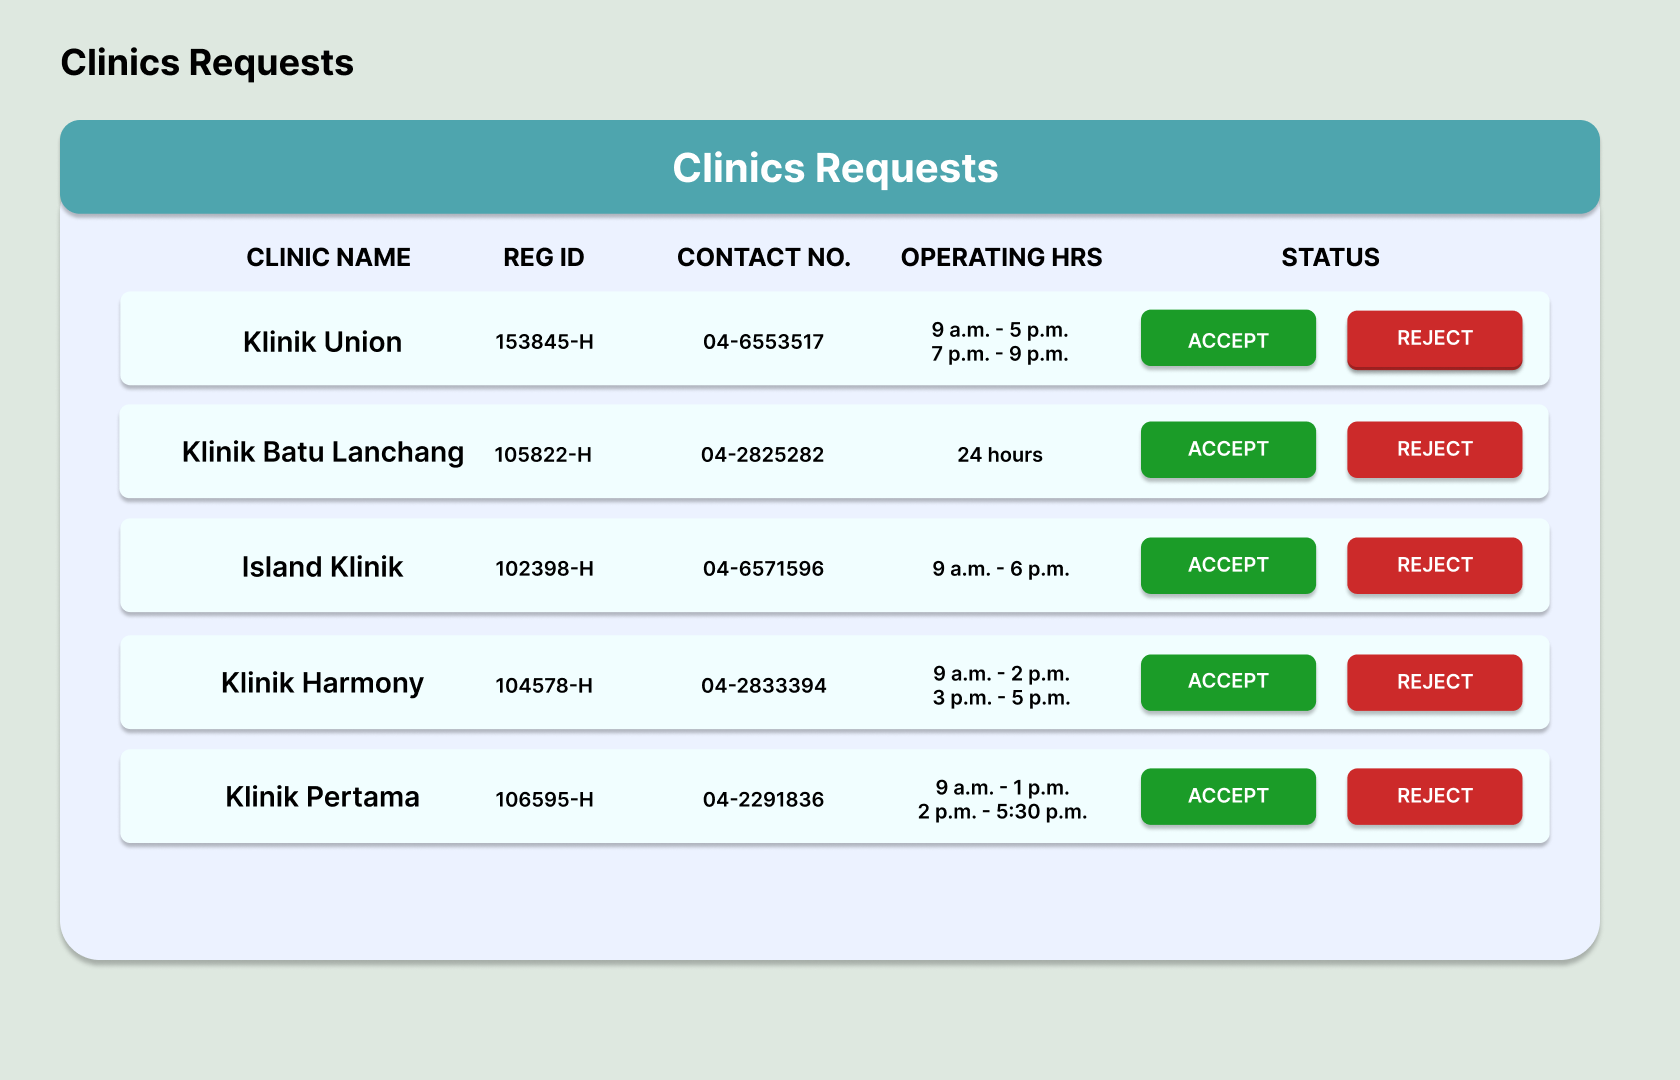 Clinics Requests
Clinics Requests
CLINIC NAME REG ID CONTACT NO. OPERATING HRS STATUS
Klinik Union 153845-H 04-6553517 9 a.m. - 5 p.m. ACCEPT REJECT
7 p.m. - 9 p.m.
Klinik Batu Lanchang 105822-H 04-2825282 24 hours ACCEPT REJECT
Island Klinik 102398-H 04-6571596 9 a.m. - 6 p.m. ACCEPT REJECT
Klinik Harmony 104578-H 04-2833394 9 a.m. - 2 p.m. ACCEPT REJECT
3 p.m. - 5 p.m.
Klinik Pertama 106595-H 04-2291836 9 a.m. - 1 p.m. ACCEPT REJECT
2 p.m. - 5:30 p.m.